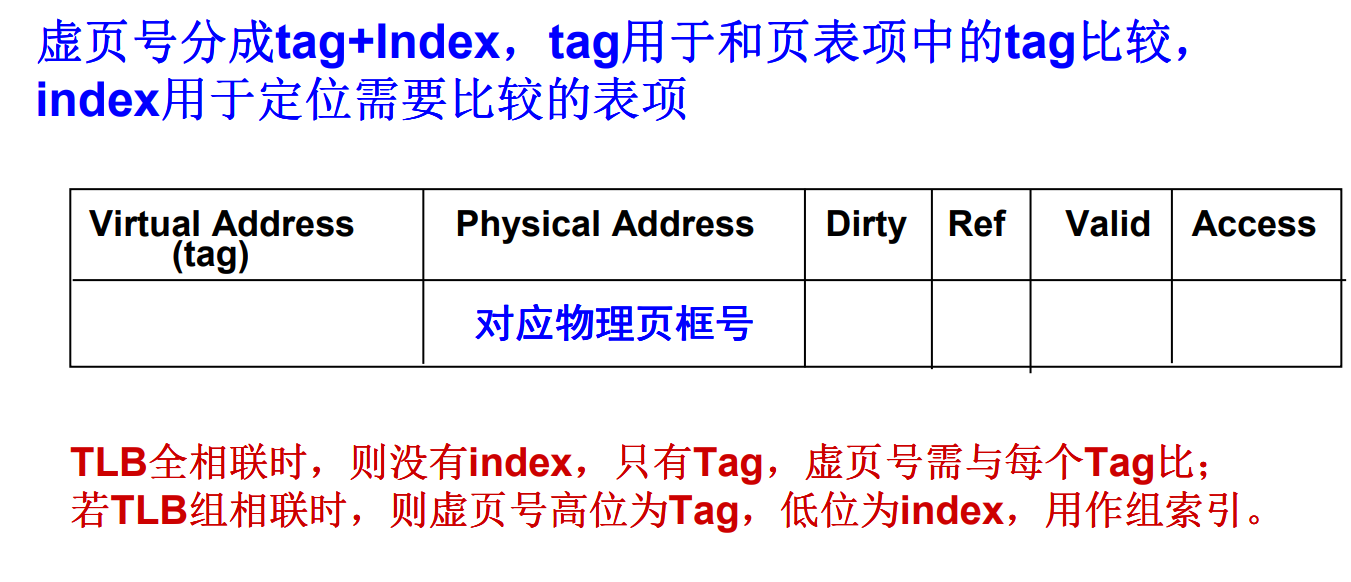 虚页号分成tag+Index，tag用于和页表项中的tag比较，
index用于定位需要比较的表项
Virtual Address Physical Address Dirty Ref Valid Access
(tag)
对应物理页框号
TLB全相联时，则没有index，只有Tag，虚页号需与每个Tag比；
若TLB组相联时，则虚页号高位为Tag，低位为index，用作组索引。